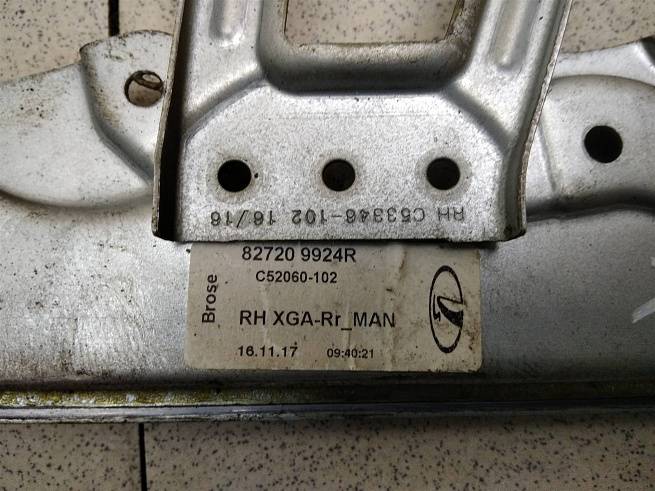 RH C53346-102 16/16
82720 9924R
C52060-102
Brose
RH XGA-Rr_MAN
16.11.17 09:40:21